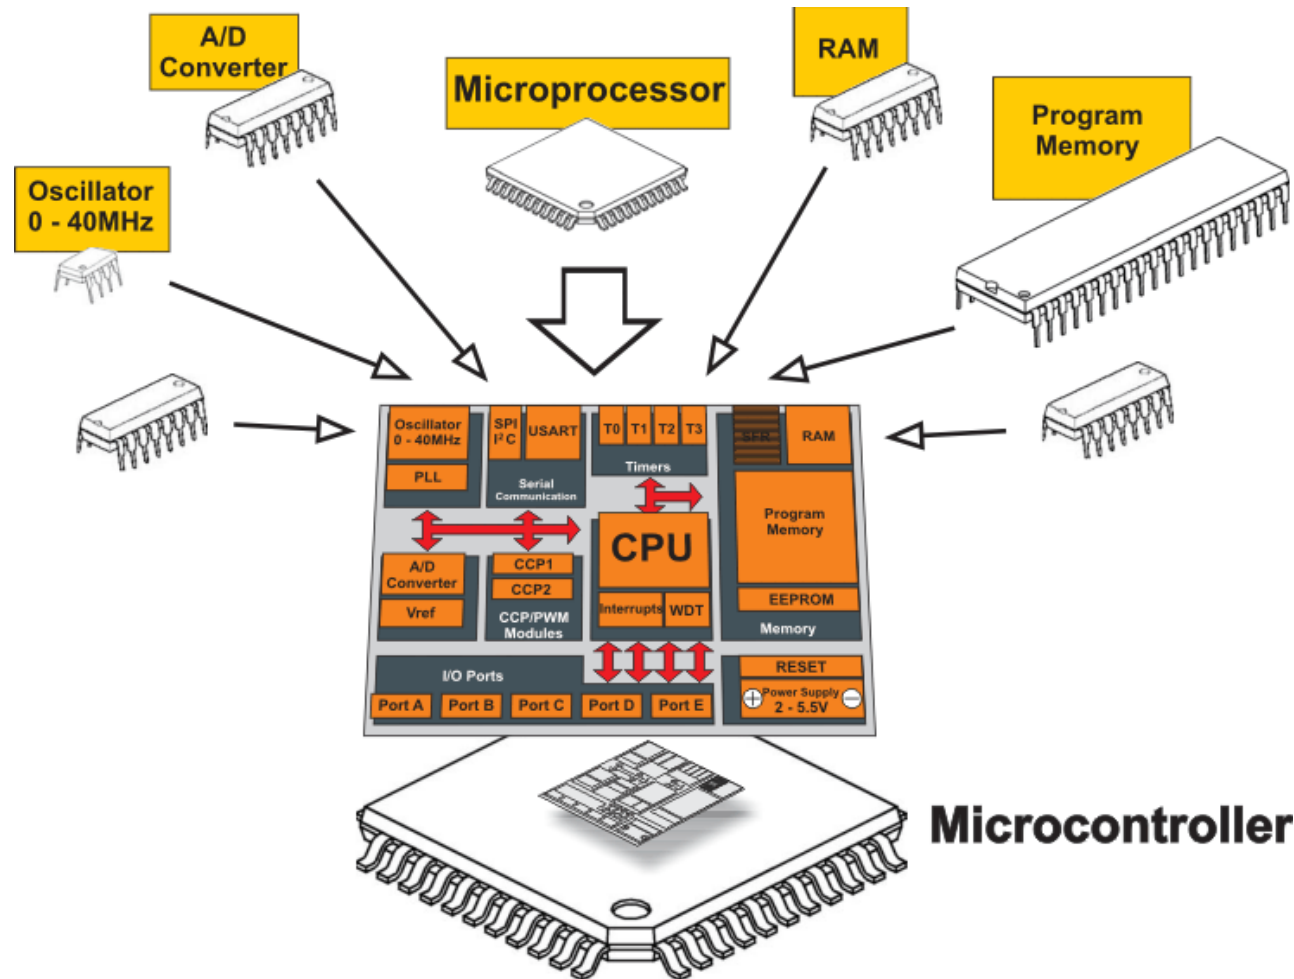 A/D
Converter
Microprocessor
RAM
Program
Memory
Oscillator
0 - 40MHz
Oscillator
0 - 40MHz
PLL
SPI
I²C
USART
Serial
Communication
T0 T1 T2 T3
Timers
SFR
RAM
Program
Memory
EEPROM
Memory
A/D
Converter
Vref
CCP1
CCP2
CCP/PWM
Modules
CPU
Interrupts
WDT
I/O Ports
Port A Port B Port C Port D Port E
RESET
Power Supply
+ 2 - 5.5V −
Microcontroller